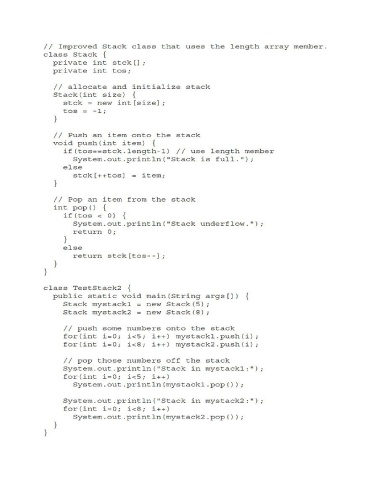 // Improved Stack class that uses the length array member.
class Stack {
  private int stck[];
  private int tos;

  // allocate and initialize stack
  Stack(int size) {
    stck = new int[size];
    tos = -1;
  }

  // Push an item onto the stack
  void push(int item) {
    if(tos==stck.length-1) // use length member
      System.out.println("Stack is full.");
    else
      stck[++tos] = item;
  }

  // Pop an item from the stack
  int pop() {
    if(tos < 0) {
      System.out.println("Stack underflow.");
      return 0;
    }
    else
      return stck[tos--];
  }
}

class TestStack2 {
  public static void main(String args[]) {
    Stack mystack1 = new Stack(5);
    Stack mystack2 = new Stack(8);

    // push some numbers onto the stack
    for(int i=0; i<5; i++) mystack1.push(i);
    for(int i=0; i<8; i++) mystack2.push(i);

    // pop those numbers off the stack
    System.out.println("Stack in mystack1:");
    for(int i=0; i<5; i++)
      System.out.println(mystack1.pop());

    System.out.println("Stack in mystack2:");
    for(int i=0; i<8; i++)
      System.out.println(mystack2.pop());
  }
}